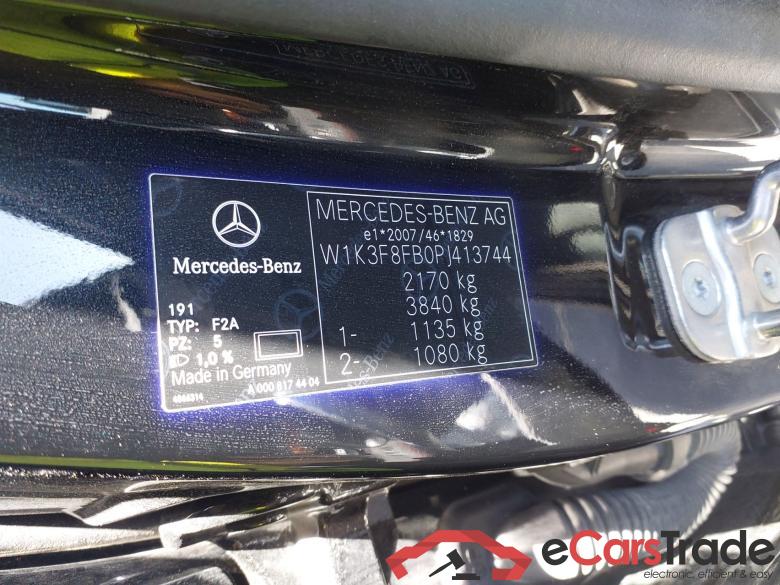 Mercedes-Benz
191
TYP: F2A
PZ: 5
1,0 %
Made in Germany
4866314
A 000 817 44 04
MERCEDES-BENZ AG
e1*2007/46*1829
W1K3F8FB0PJ413744
2170 kg
3840 kg
1- 1135 kg
2- 1080 kg
eCarsTrade
electronic, efficient & easy